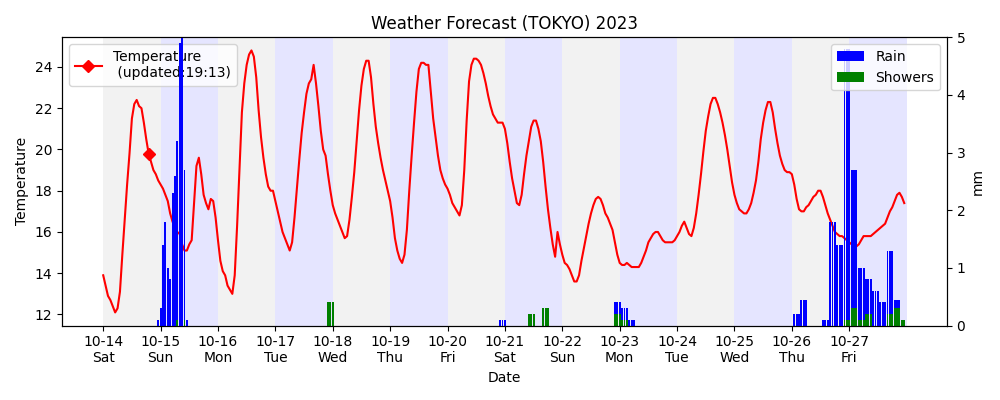 Weather Forecast (TOKYO) 2023
Temperature
(updated:19:13)
Rain
Showers
Temperature
24
22
20
18
16
14
12
5
4
3
2
1
0
mm
10-14 10-15 10-16 10-17 10-18 10-19 10-20 10-21 10-22 10-23 10-24 10-25 10-26 10-27
Sat Sun Mon Tue Wed Thu Fri Sat Sun Mon Tue Wed Thu Fri
Date